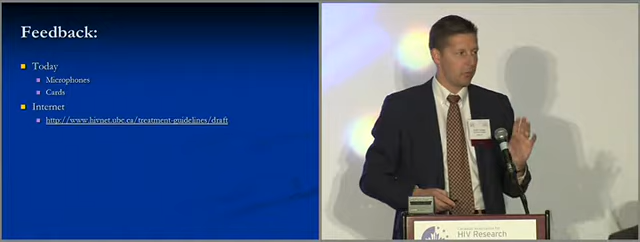 Feedback:
Today
Microphones
Cards
Internet
http://www.hivnet.ubc.ca/treatment-guidelines/draft
HIV Research